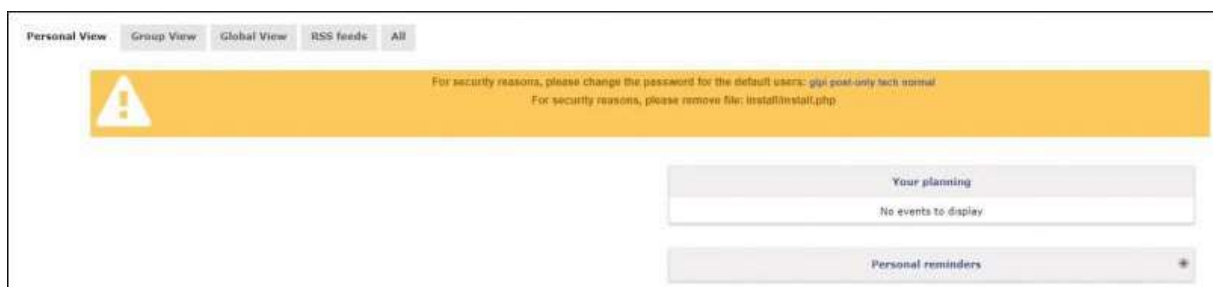 Personal View Group View Global View RSS feeds All
For security reasons, please change the password for the default users: glpi post-only tech normal
For security reasons, please remove file: install/install.php
Your planning
No events to display
Personal reminders